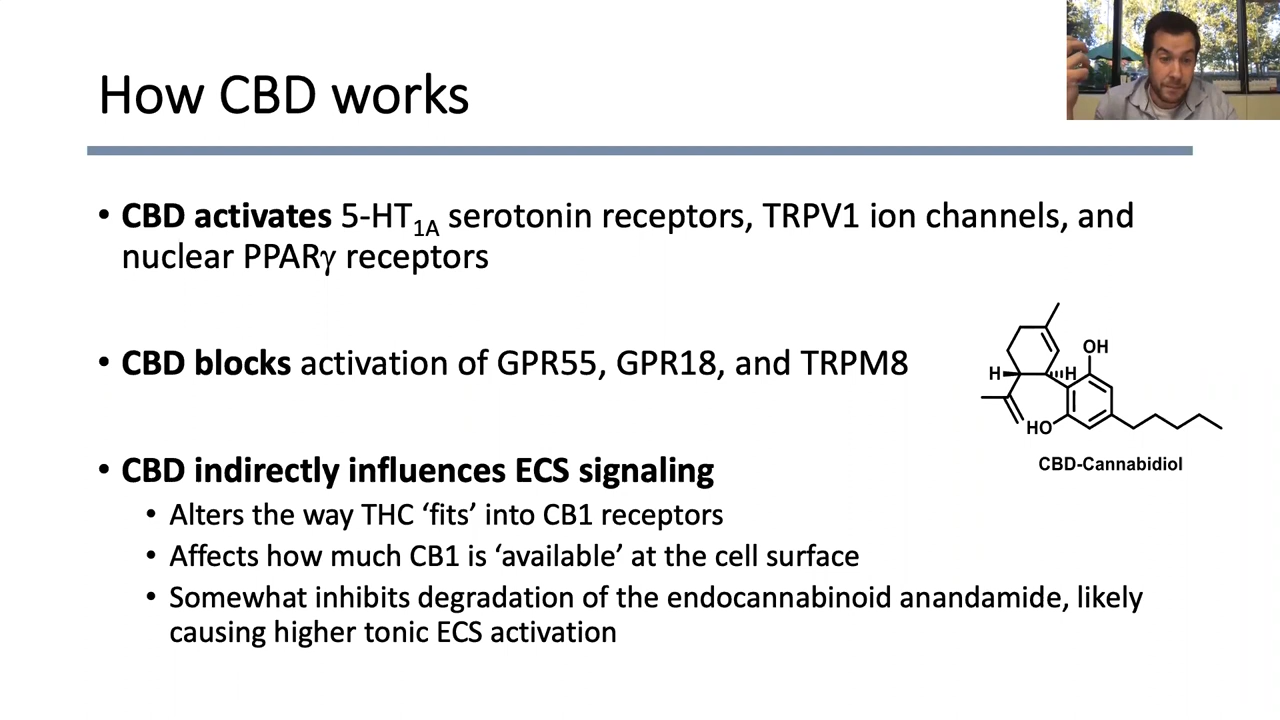 How CBD works
• CBD activates 5-HT1A serotonin receptors, TRPV1 ion channels, and
nuclear PPARγ receptors
• CBD blocks activation of GPR55, GPR18, and TRPM8
• CBD indirectly influences ECS signaling
• Alters the way THC ‘fits’ into CB1 receptors
• Affects how much CB1 is ‘available’ at the cell surface
• Somewhat inhibits degradation of the endocannabinoid anandamide, likely
causing higher tonic ECS activation
OH
H
H
HO
CBD-Cannabidiol